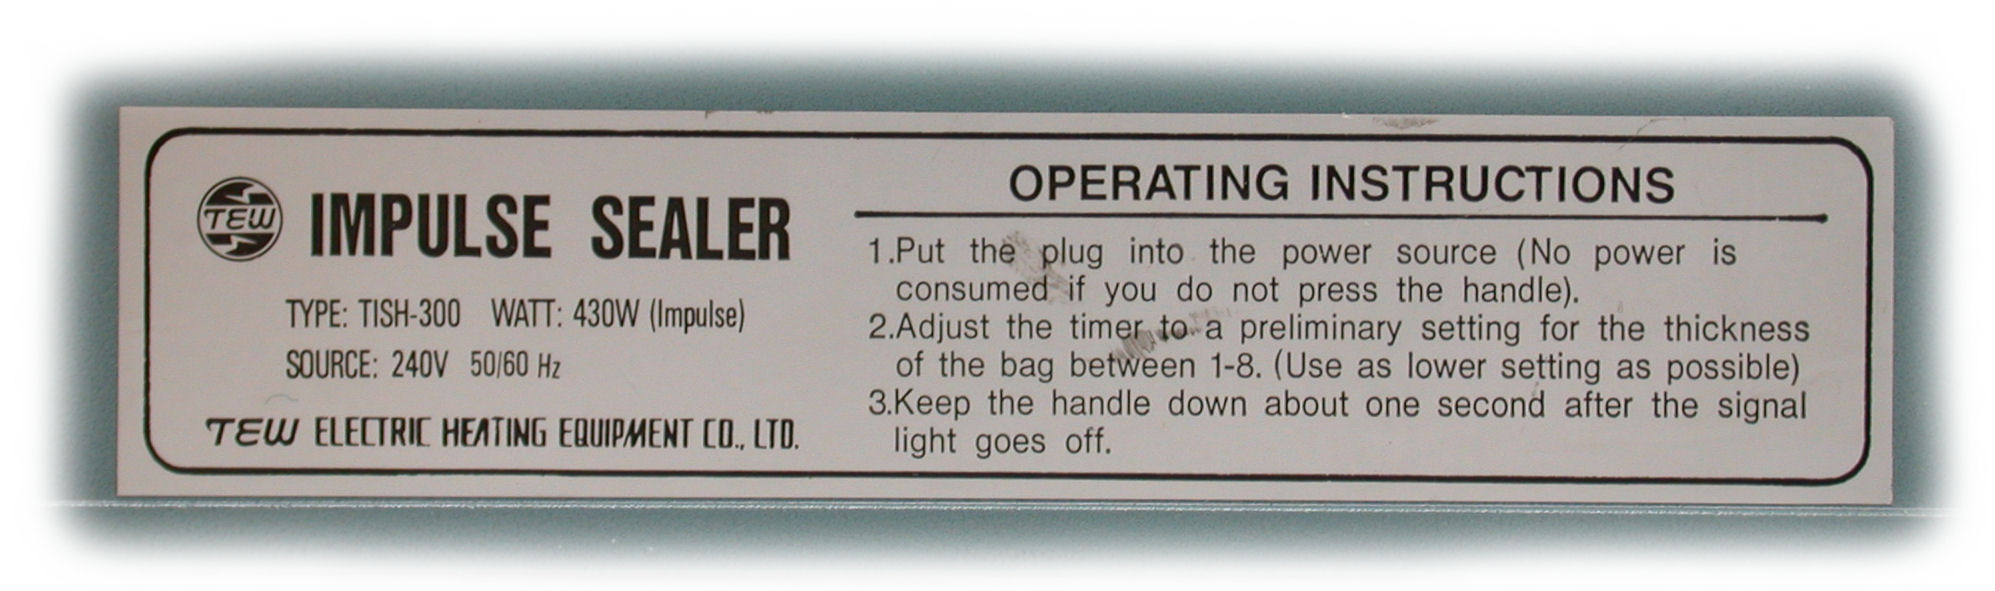 TEW IMPULSE SEALER
TYPE: TISH-300 WATT: 430W (Impulse)
SOURCE: 240V 50/60 Hz
TEW ELECTRIC HEATING EQUIPMENT CO., LTD.
OPERATING INSTRUCTIONS
1.Put the plug into the power source (No power is
consumed if you do not press the handle).
2.Adjust the timer to a preliminary setting for the thickness
of the bag between 1-8. (Use as lower setting as possible)
3.Keep the handle down about one second after the signal
light goes off.